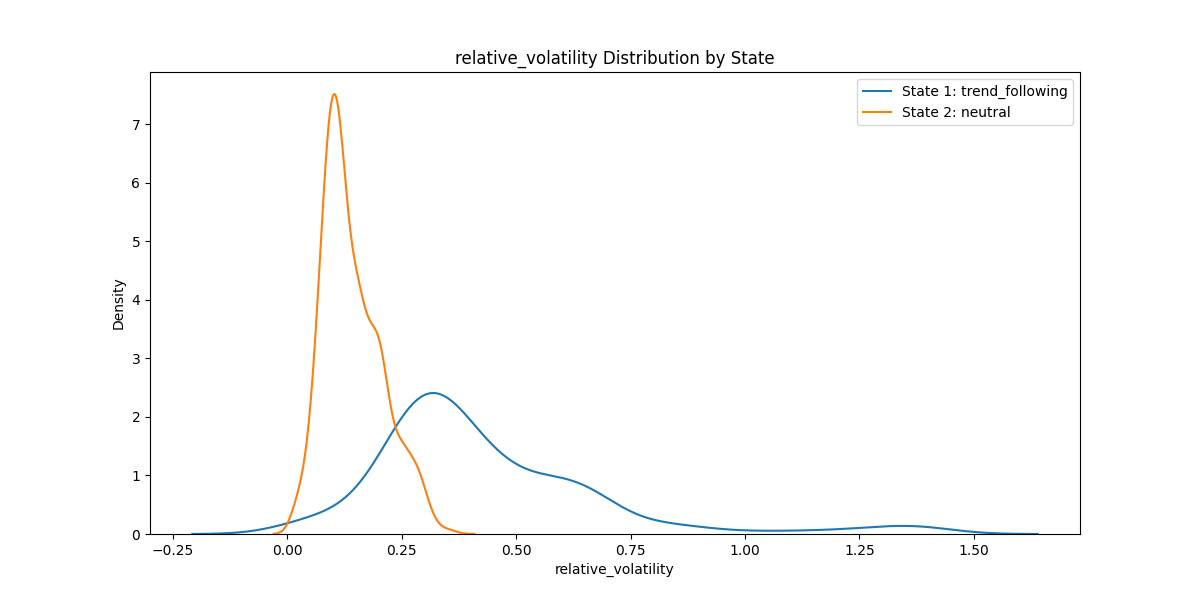 relative_volatility Distribution by State
State 1: trend_following
State 2: neutral
Density
7
6
5
4
3
2
1
0
−0.25 0.00 0.25 0.50 0.75 1.00 1.25 1.50
relative_volatility